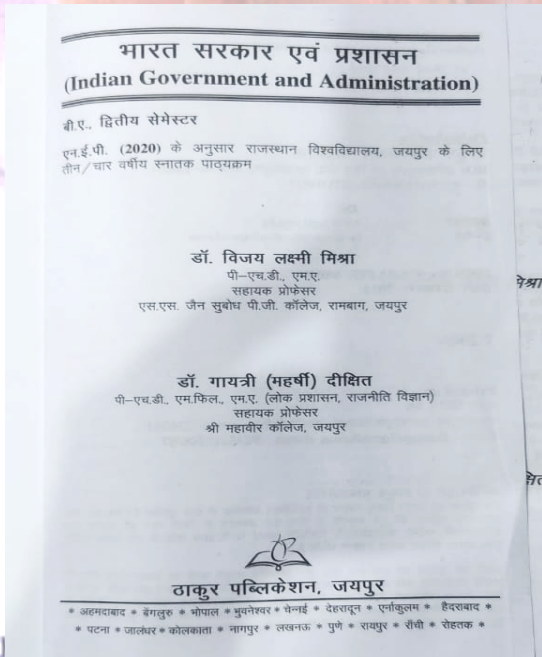 भारत सरकार एवं प्रशासन
(Indian Government and Administration)
बी.ए., द्वितीय सेमेस्टर
एन.ई.पी. (2020) के अनुसार राजस्थान विश्वविद्यालय, जयपुर के लिए
तीन/चार वर्षीय स्नातक पाठ्यक्रम
डॉ. विजय लक्ष्मी मिश्रा
पी–एच.डी., एम.ए.
सहायक प्रोफेसर
एस.एस. जैन सुबोध पी.जी. कॉलेज, रामबाग, जयपुर
डॉ. गायत्री (महर्षी) दीक्षित
पी–एच.डी., एम.फिल., एम.ए. (लोक प्रशासन, राजनीति विज्ञान)
सहायक प्रोफेसर
श्री महावीर कॉलेज, जयपुर
ठाकुर पब्लिकेशन, जयपुर
* अहमदाबाद * बेंगलुरु * भोपाल * भुवनेश्वर * चेन्नई * देहरादून * एर्नाकुलम * हैदराबाद *
* पटना * जालंधर * कोलकाता * नागपुर * लखनऊ * पुणे * रायपुर * राँची * रोहतक *